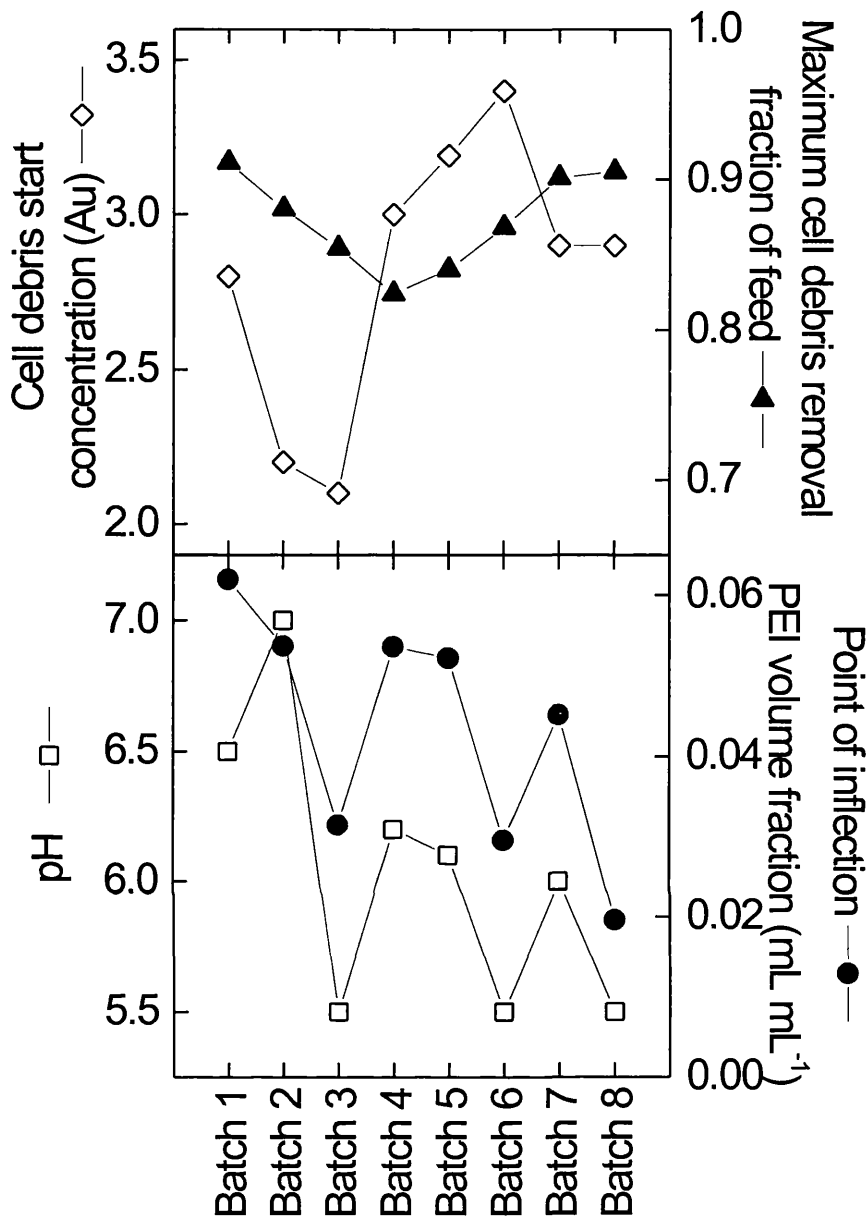 Cell debris start
concentration (Au)
3.5
3.0
2.5
2.0
Maximum cell debris removal
fraction of feed
1.0
0.9
0.8
0.7
pH
7.0
6.5
6.0
5.5
Point of inflection
PEI volume fraction (mL mL⁻¹)
0.06
0.04
0.02
0.00
Batch 1
Batch 2
Batch 3
Batch 4
Batch 5
Batch 6
Batch 7
Batch 8